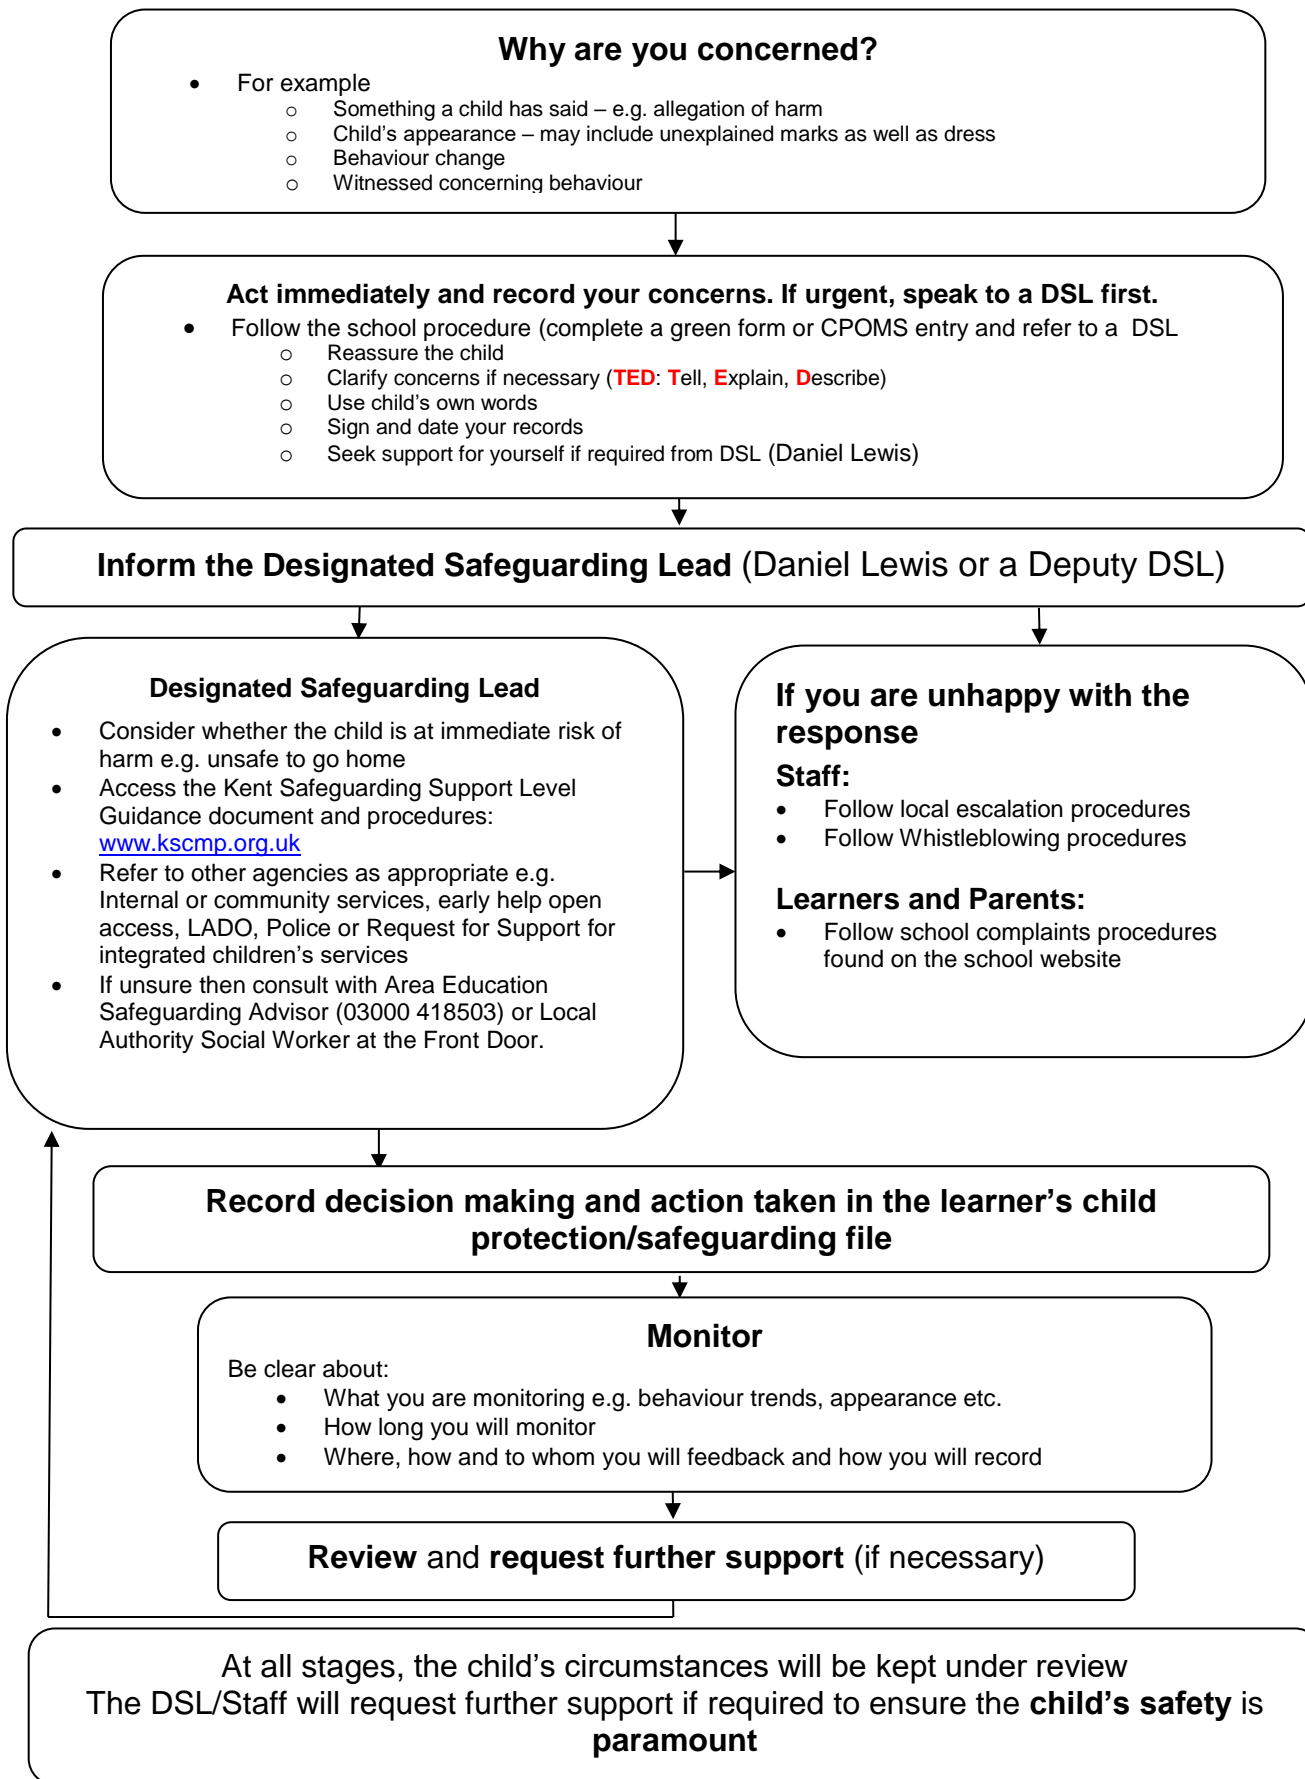 Why are you concerned?
• For example
o Something a child has said – e.g. allegation of harm
o Child's appearance – may include unexplained marks as well as dress
o Behaviour change
o Witnessed concerning behaviour
Act immediately and record your concerns. If urgent, speak to a DSL first.
• Follow the school procedure (complete a green form or CPOMS entry and refer to a  DSL
o Reassure the child
o Clarify concerns if necessary (TED: Tell, Explain, Describe)
o Use child's own words
o Sign and date your records
o Seek support for yourself if required from DSL (Daniel Lewis)
Inform the Designated Safeguarding Lead (Daniel Lewis or a Deputy DSL)
Designated Safeguarding Lead
• Consider whether the child is at immediate risk of
harm e.g. unsafe to go home
• Access the Kent Safeguarding Support Level
Guidance document and procedures:
www.kscmp.org.uk
• Refer to other agencies as appropriate e.g.
Internal or community services, early help open
access, LADO, Police or Request for Support for
integrated children's services
• If unsure then consult with Area Education
Safeguarding Advisor (03000 418503) or Local
Authority Social Worker at the Front Door.
If you are unhappy with the
response
Staff:
• Follow local escalation procedures
• Follow Whistleblowing procedures
Learners and Parents:
• Follow school complaints procedures
found on the school website
Record decision making and action taken in the learner's child
protection/safeguarding file
Monitor
Be clear about:
• What you are monitoring e.g. behaviour trends, appearance etc.
• How long you will monitor
• Where, how and to whom you will feedback and how you will record
Review and request further support (if necessary)
At all stages, the child's circumstances will be kept under review
The DSL/Staff will request further support if required to ensure the child's safety is
paramount